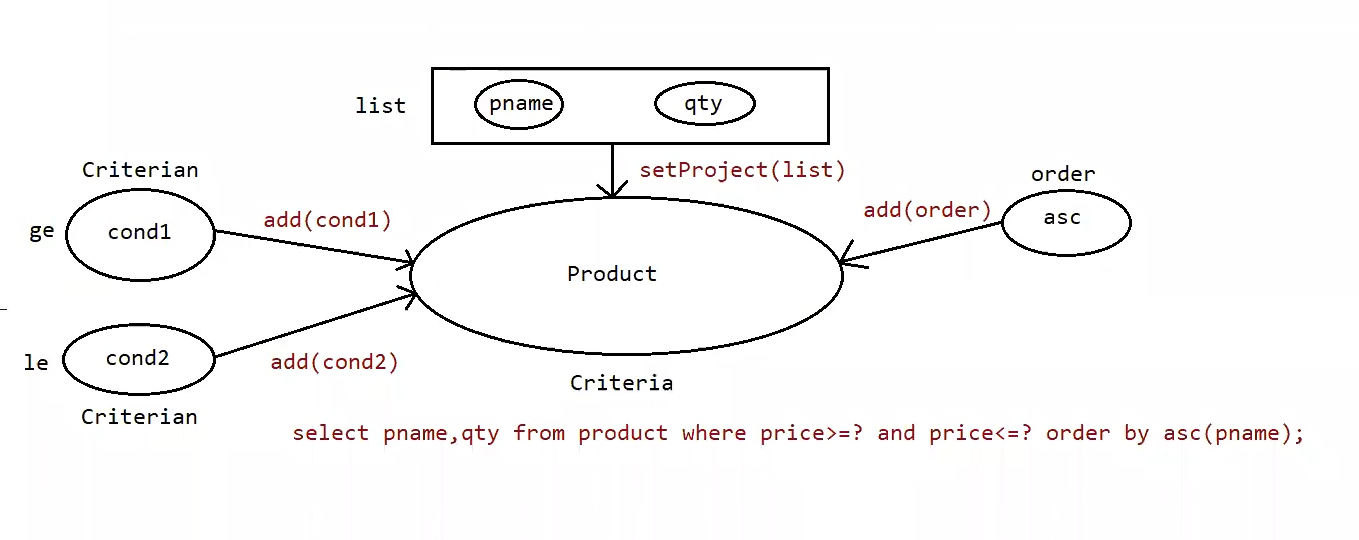 list
pname
qty
setProject(list)
Criterian
order
ge
cond1
add(cond1)
add(order)
asc
Product
le
cond2
add(cond2)
Criteria
Criterian
select pname,qty from product where price>=? and price<=? order by asc(pname);